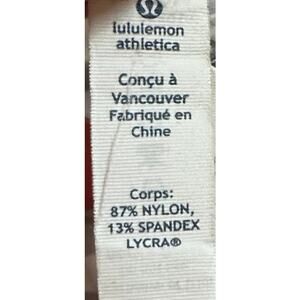 lululemon
athletica
Conçu à
Vancouver
Fabriqué en
Chine
Corps:
87% NYLON,
13% SPANDEX
LYCRA®